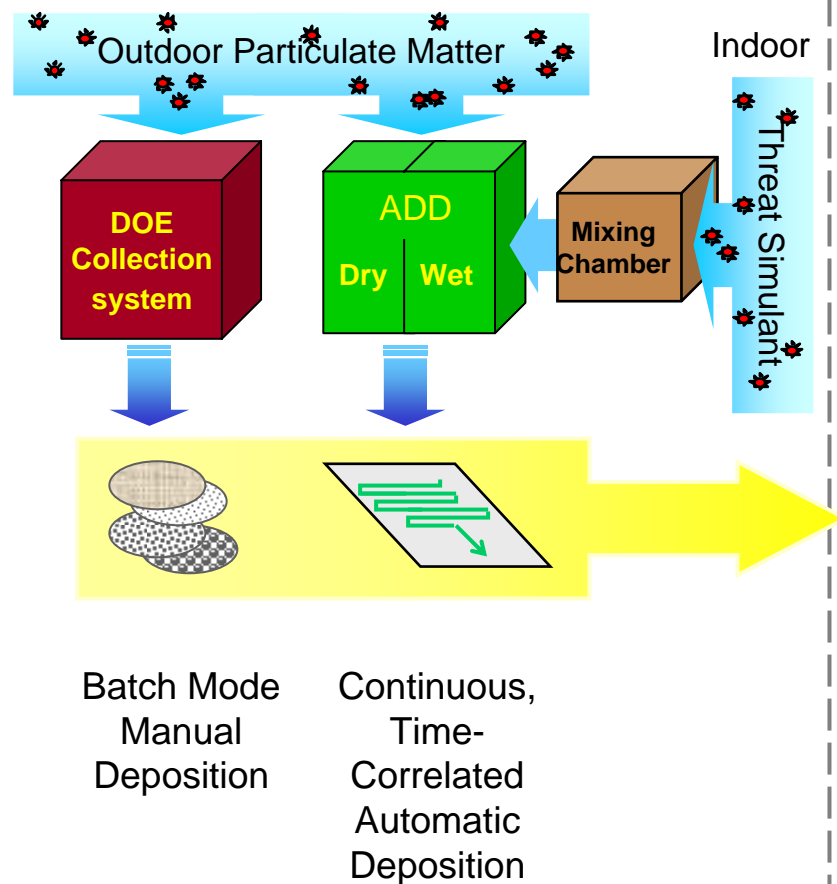 Outdoor Particulate Matter
Indoor
DOE
Collection
system
ADD
Dry
Wet
Mixing
Chamber
Threat Simulant
Batch Mode
Manual
Deposition
Continuous,
Time-
Correlated
Automatic
Deposition